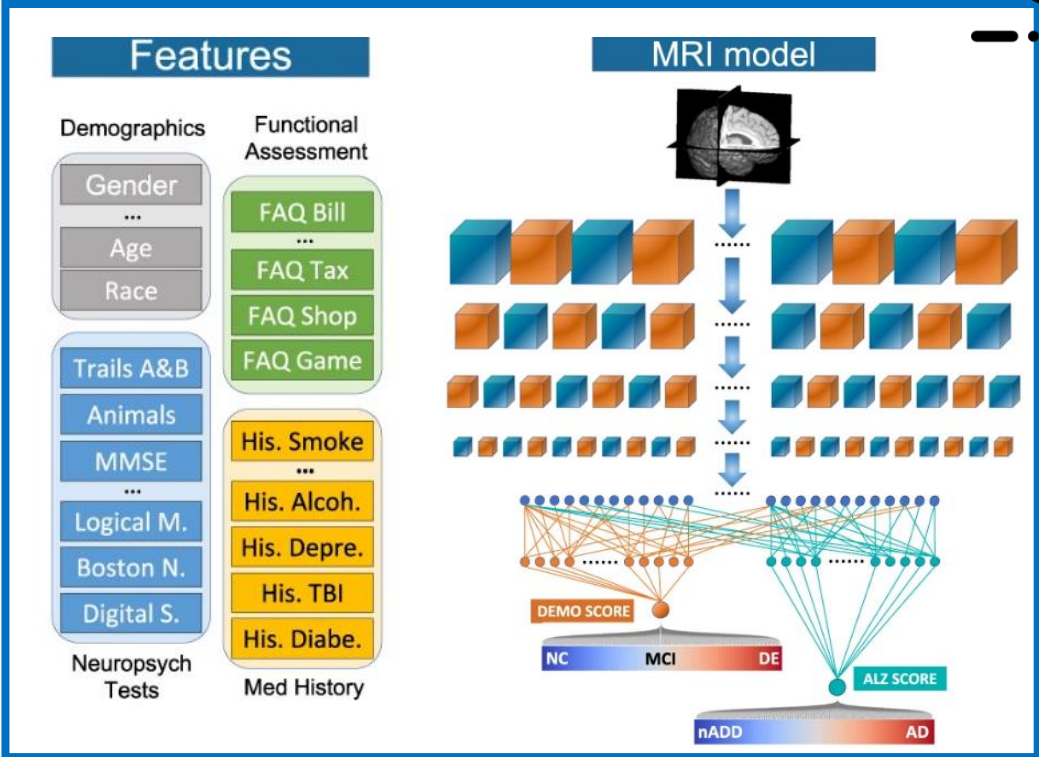 Features
Demographics
Gender
...
Age
Race
Trails A&B
Animals
MMSE
...
Logical M.
Boston N.
Digital S.
Neuropsych
Tests
Functional
Assessment
FAQ Bill
...
FAQ Tax
FAQ Shop
FAQ Game
His. Smoke
...
His. Alcoh.
His. Depre.
His. TBI
His. Diabe.
Med History
MRI model
......
......
......
......
......
......
......
DEMO SCORE
NC MCI DE
ALZ SCORE
nADD AD